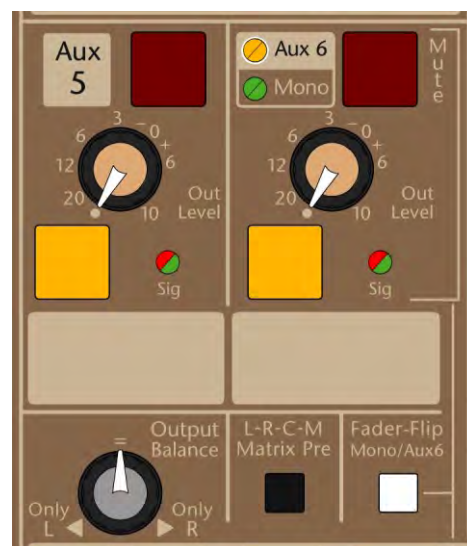 Aux
5
Aux 6
Mono
Mute
3
0
6
+
6
12
20
10
Out
Level
3
0
6
+
6
12
20
10
Out
Level
Sig
Sig
Output
Balance
=
Only
L
Only
R
L-R-C-M
Matrix Pre
Fader-Flip
Mono/Aux6